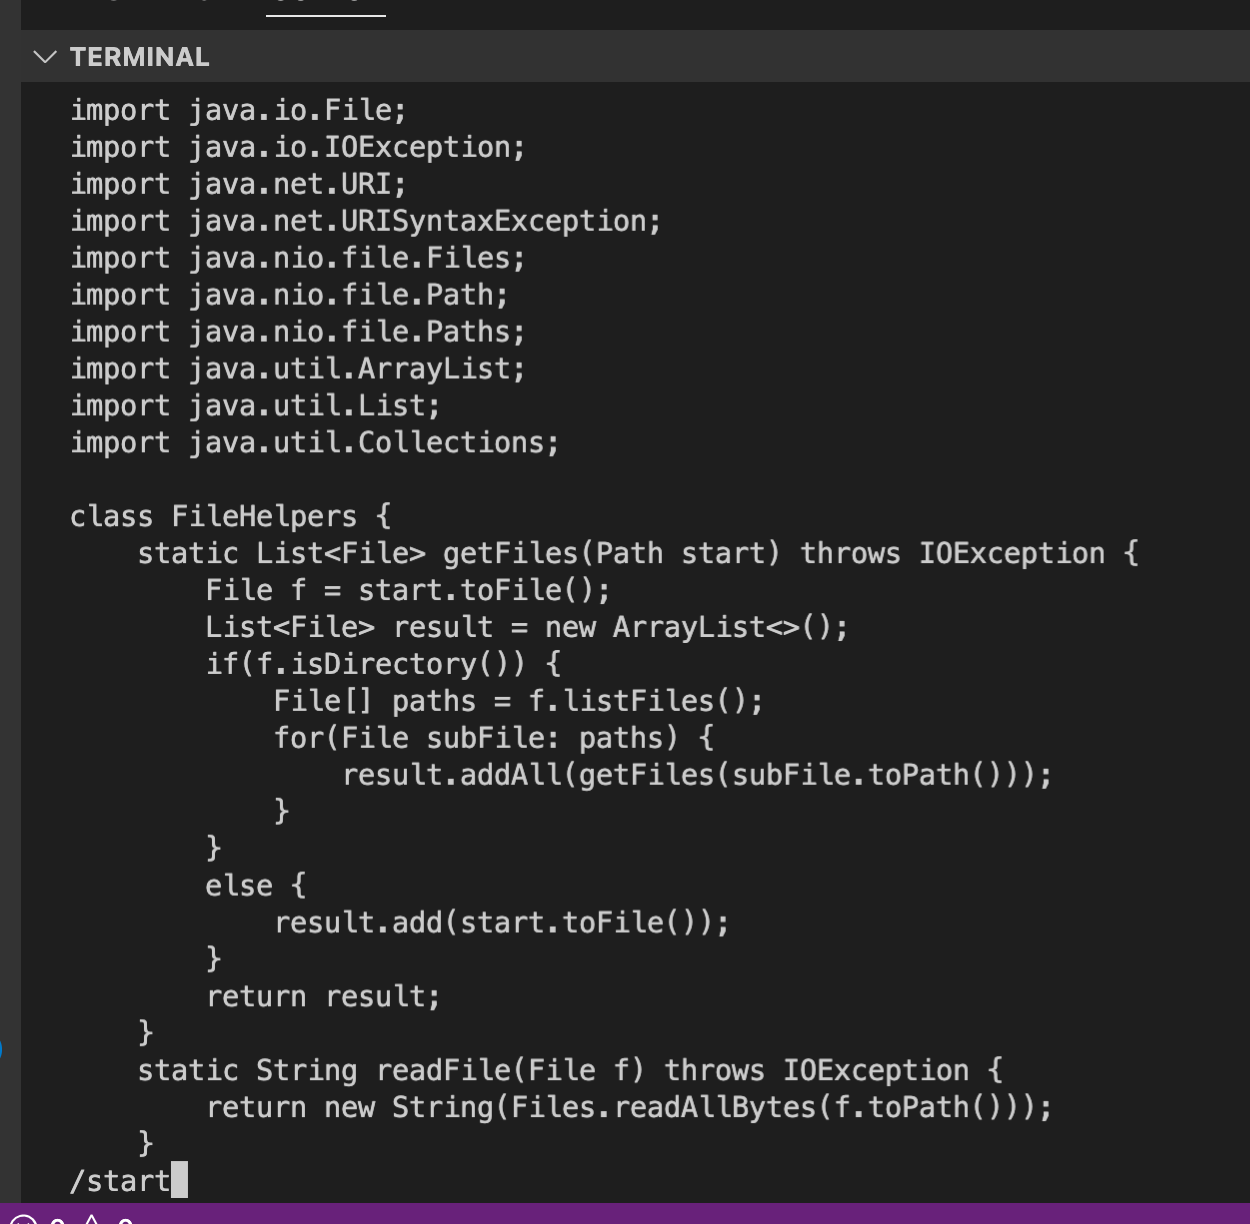 TERMINAL
import java.io.File;
import java.io.IOException;
import java.net.URI;
import java.net.URISyntaxException;
import java.nio.file.Files;
import java.nio.file.Path;
import java.nio.file.Paths;
import java.util.ArrayList;
import java.util.List;
import java.util.Collections;

class FileHelpers {
    static List<File> getFiles(Path start) throws IOException {
        File f = start.toFile();
        List<File> result = new ArrayList<>();
        if(f.isDirectory()) {
            File[] paths = f.listFiles();
            for(File subFile: paths) {
                result.addAll(getFiles(subFile.toPath()));
            }
        }
        else {
            result.add(start.toFile());
        }
        return result;
    }
    static String readFile(File f) throws IOException {
        return new String(Files.readAllBytes(f.toPath()));
    }
/start